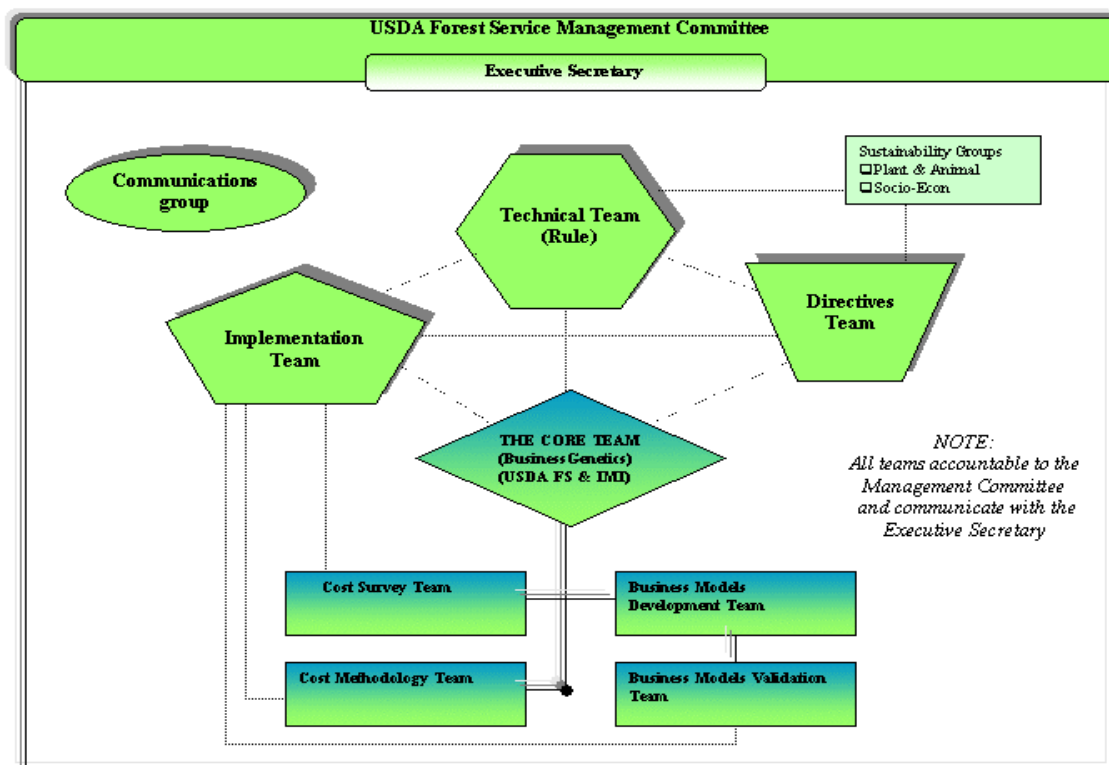 USDA Forest Service Management Committee
Executive Secretary
Communications
group
Technical Team
(Rule)
Sustainability Groups
❑Plant & Animal
❑Socio-Econ
Implementation
Team
Directives
Team
THE CORE TEAM
(Business Genetics)
(USDA FS & IMI)
NOTE:
All teams accountable to the
Management Committee
and communicate with the
Executive Secretary
Cost Survey Team
Business Models
Development Team
Cost Methodology Team
Business Models Validation
Team